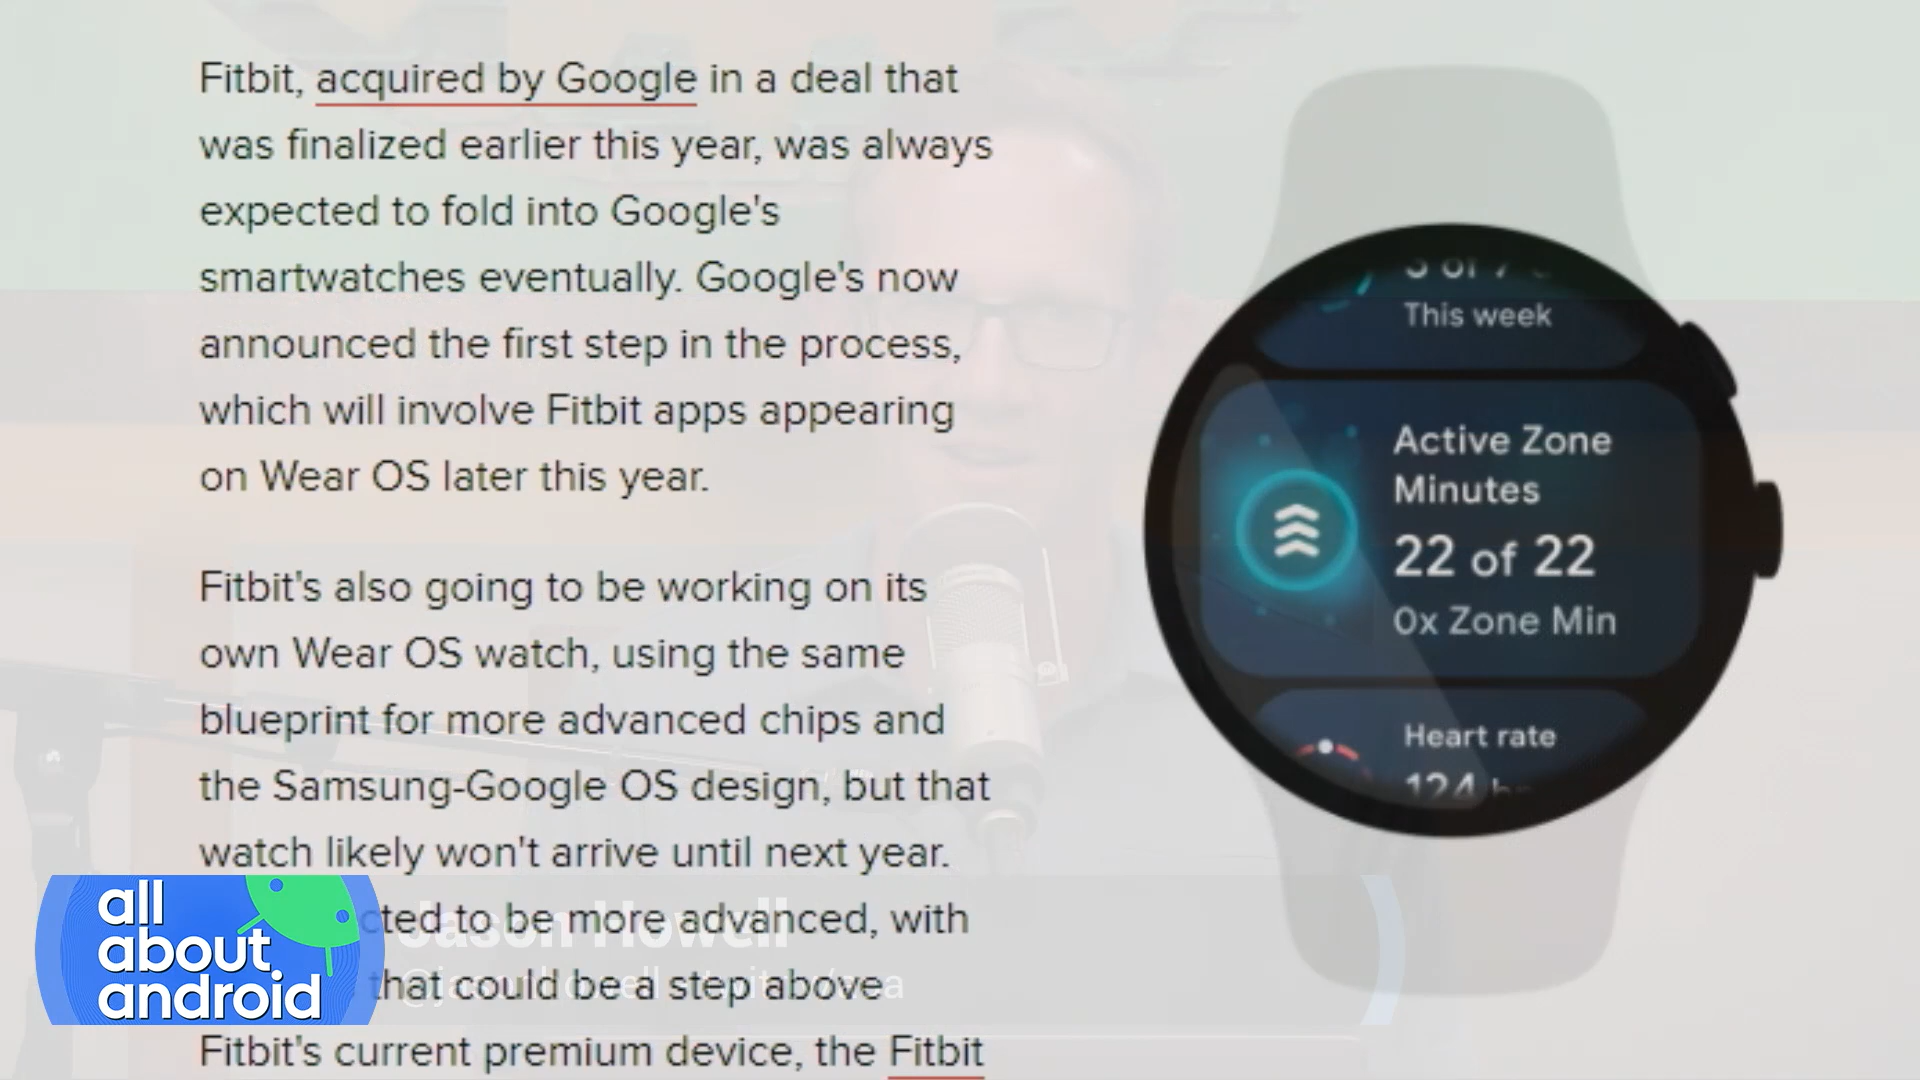 Fitbit, acquired by Google in a deal that
was finalized earlier this year, was always
expected to fold into Google's
smartwatches eventually. Google's now
announced the first step in the process,
which will involve Fitbit apps appearing
on Wear OS later this year.
Fitbit's also going to be working on its
own Wear OS watch, using the same
blueprint for more advanced chips and
the Samsung-Google OS design, but that
watch likely won't arrive until next year.
to be more advanced, with
that could be a step above
Fitbit's current premium device, the Fitbit
This week
Active Zone
Minutes
22 of 22
0x Zone Min
Heart rate
124
all
about
android
Jason Howell